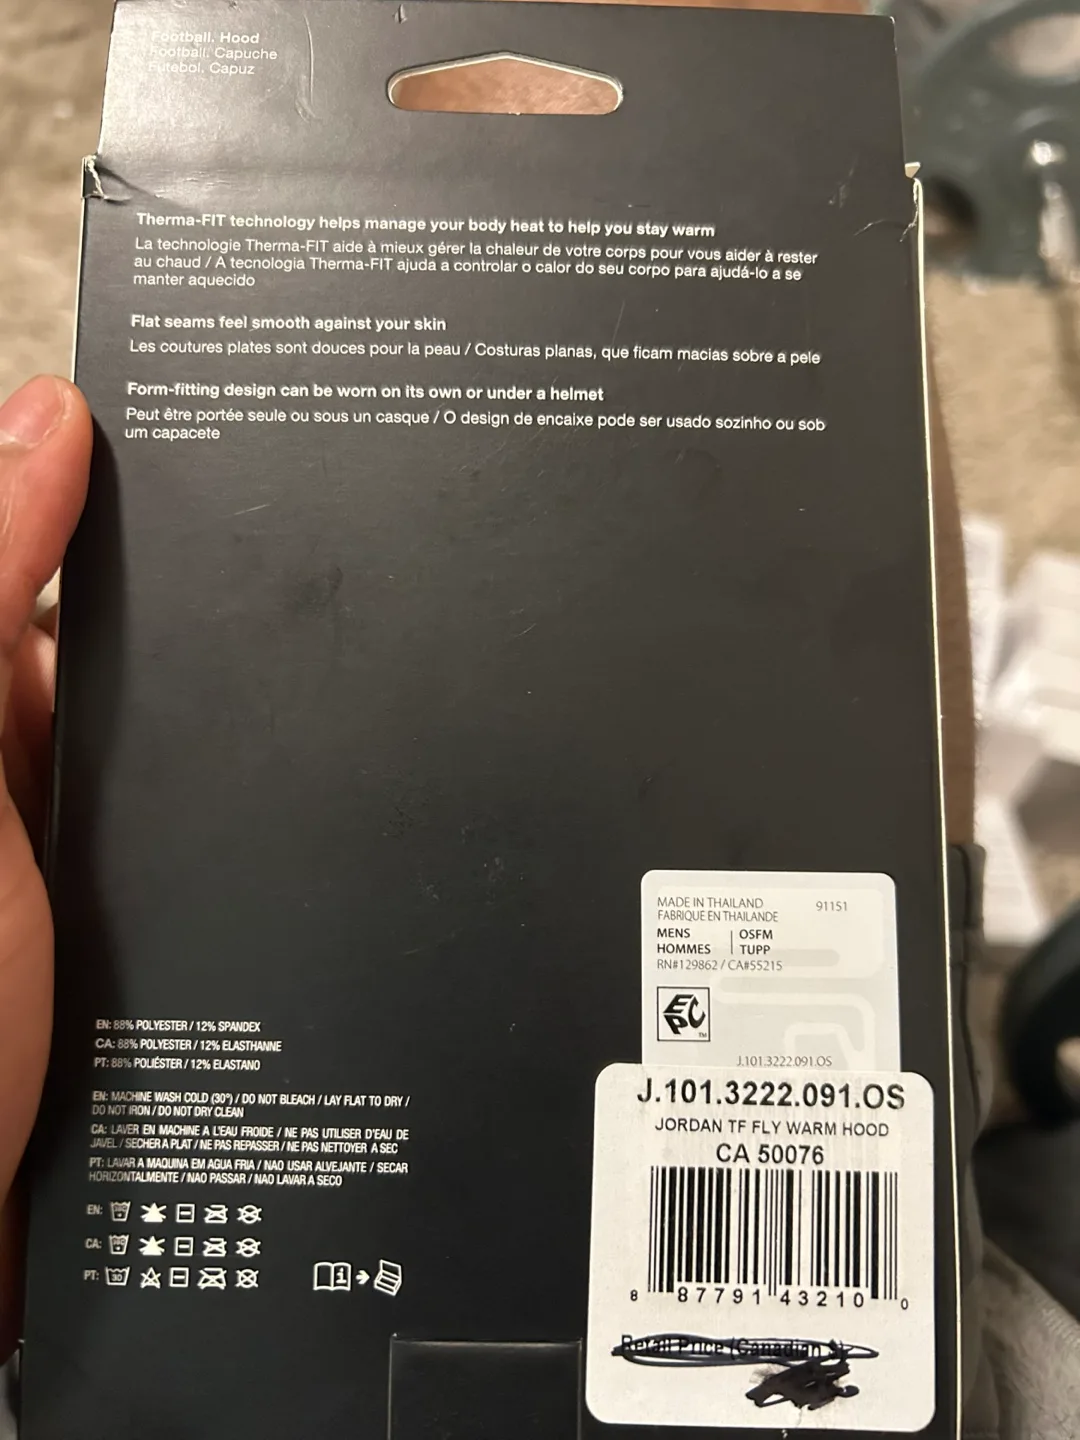 Football. Hood
Football. Capuche
Futebol. Capuz
Therma-FIT technology helps manage your body heat to help you stay warm
La technologie Therma-FIT aide à mieux gérer la chaleur de votre corps pour vous aider à rester
au chaud / A tecnologia Therma-FIT ajuda a controlar o calor do seu corpo para ajudá-lo a se
manter aquecido
Flat seams feel smooth against your skin
Les coutures plates sont douces pour la peau / Costuras planas, que ficam macias sobre a pele
Form-fitting design can be worn on its own or under a helmet
Peut être portée seule ou sous un casque / O design de encaixe pode ser usado sozinho ou sob
um capacete
MADE IN THAILAND 91151
FABRIQUE EN THAILANDE
MENS | OSFM
HOMMES | TUPP
RN#129862 / CA#55215
EPC TM
J.101.3222.091.OS
J.101.3222.091.OS
JORDAN TF FLY WARM HOOD
CA 50076
8 87791 43210 0
Retail Price (Canadian $)
EN: 88% POLYESTER / 12% SPANDEX
CA: 88% POLYESTER / 12% ELASTHANNE
PT: 88% POLIÉSTER / 12% ELASTANO
EN: MACHINE WASH COLD (30°) / DO NOT BLEACH / LAY FLAT TO DRY /
DO NOT IRON / DO NOT DRY CLEAN
CA: LAVER EN MACHINE A L'EAU FROIDE / NE PAS UTILISER D'EAU DE
JAVEL / SECHER A PLAT / NE PAS REPASSER / NE PAS NETTOYER A SEC
PT: LAVAR A MAQUINA EM AGUA FRIA / NAO USAR ALVEJANTE / SECAR
HORIZONTALMENTE / NAO PASSAR / NAO LAVAR A SECO
EN:
CA:
PT: 30